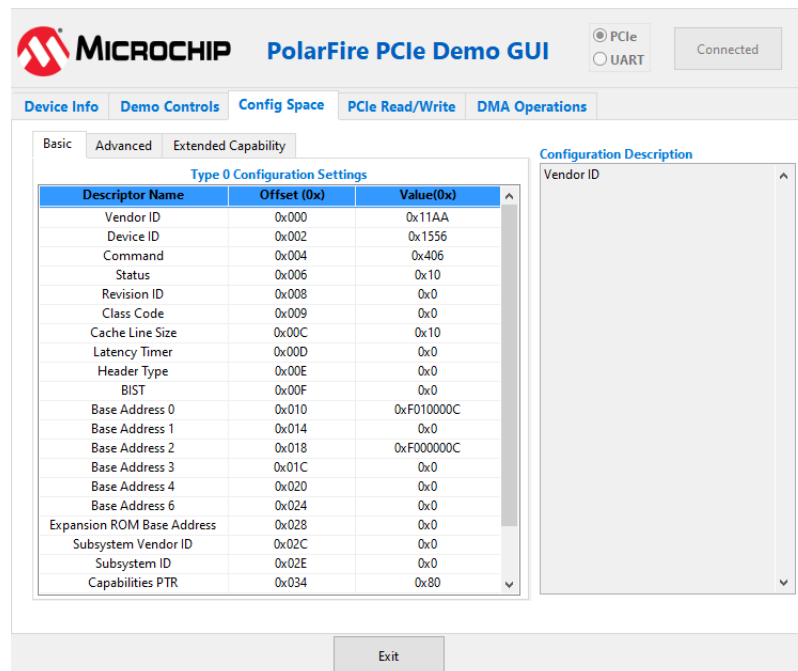 MICROCHIP PolarFire PCIe Demo GUI PCIe UART Connected
Device Info Demo Controls Config Space PCIe Read/Write DMA Operations
Basic Advanced Extended Capability
Configuration Description
Type 0 Configuration Settings
Vendor ID
Descriptor Name Offset (0x) Value(0x)
Vendor ID 0x000 0x11AA
Device ID 0x002 0x1556
Command 0x004 0x406
Status 0x006 0x10
Revision ID 0x008 0x0
Class Code 0x009 0x0
Cache Line Size 0x00C 0x10
Latency Timer 0x00D 0x0
Header Type 0x00E 0x0
BIST 0x00F 0x0
Base Address 0 0x010 0xF010000C
Base Address 1 0x014 0x0
Base Address 2 0x018 0xF000000C
Base Address 3 0x01C 0x0
Base Address 4 0x020 0x0
Base Address 6 0x024 0x0
Expansion ROM Base Address 0x028 0x0
Subsystem Vendor ID 0x02C 0x0
Subsystem ID 0x02E 0x0
Capabilities PTR 0x034 0x80
Exit